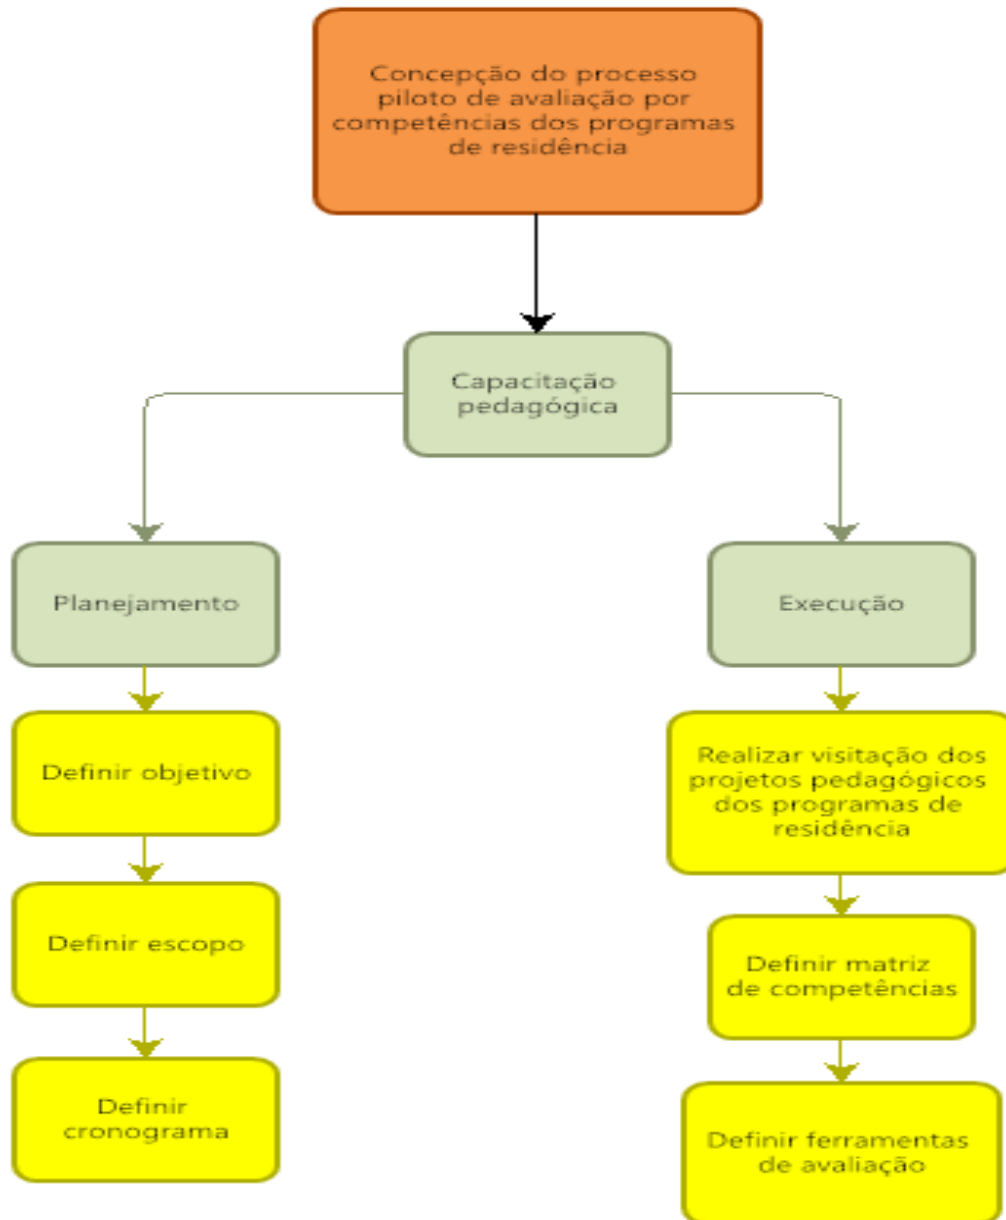 Concepção do processo
piloto de avaliação por
competências dos programas
de residência
Capacitação
pedagógica
Planejamento
Execução
Definir objetivo
Realizar visitação dos
projetos pedagógicos
dos programas de
residência
Definir escopo
Definir matriz
de competências
Definir
cronograma
Definir ferramentas
de avaliação